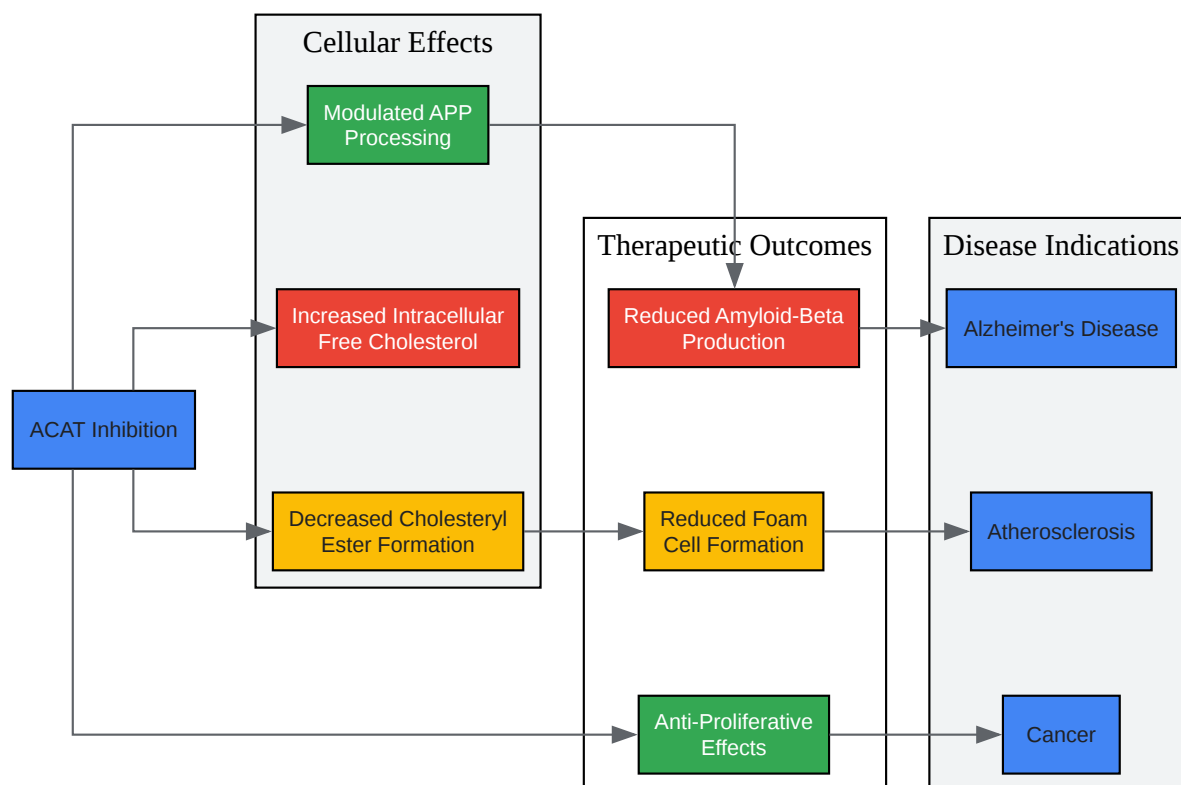 Cellular Effects
Modulated APP
Processing
Therapeutic Outcomes
Disease Indications
Increased Intracellular
Free Cholesterol
Reduced Amyloid-Beta
Production
Alzheimer's Disease
ACAT Inhibition
Decreased Cholesteryl
Ester Formation
Reduced Foam
Cell Formation
Atherosclerosis
Anti-Proliferative
Effects
Cancer